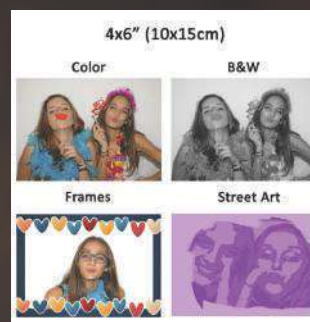 4x6” (10x15cm)
Color
B&W
Frames
Street Art